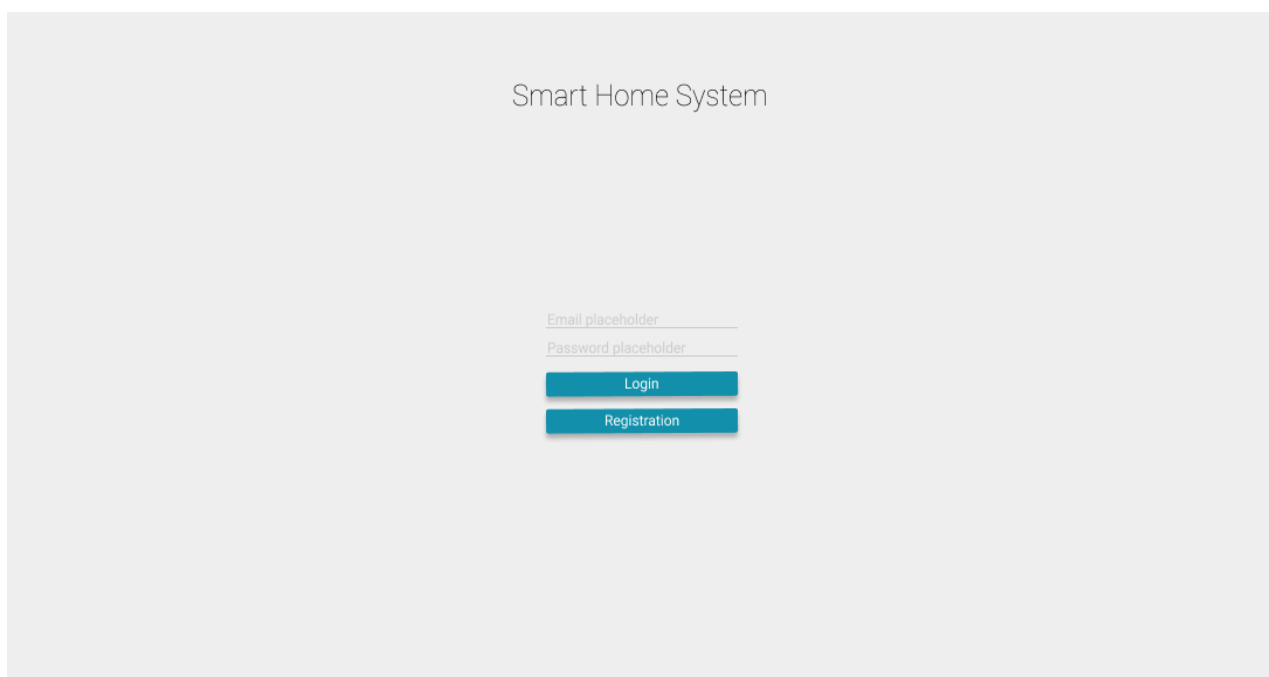 Smart Home System
Email placeholder
Password placeholder
Login
Registration